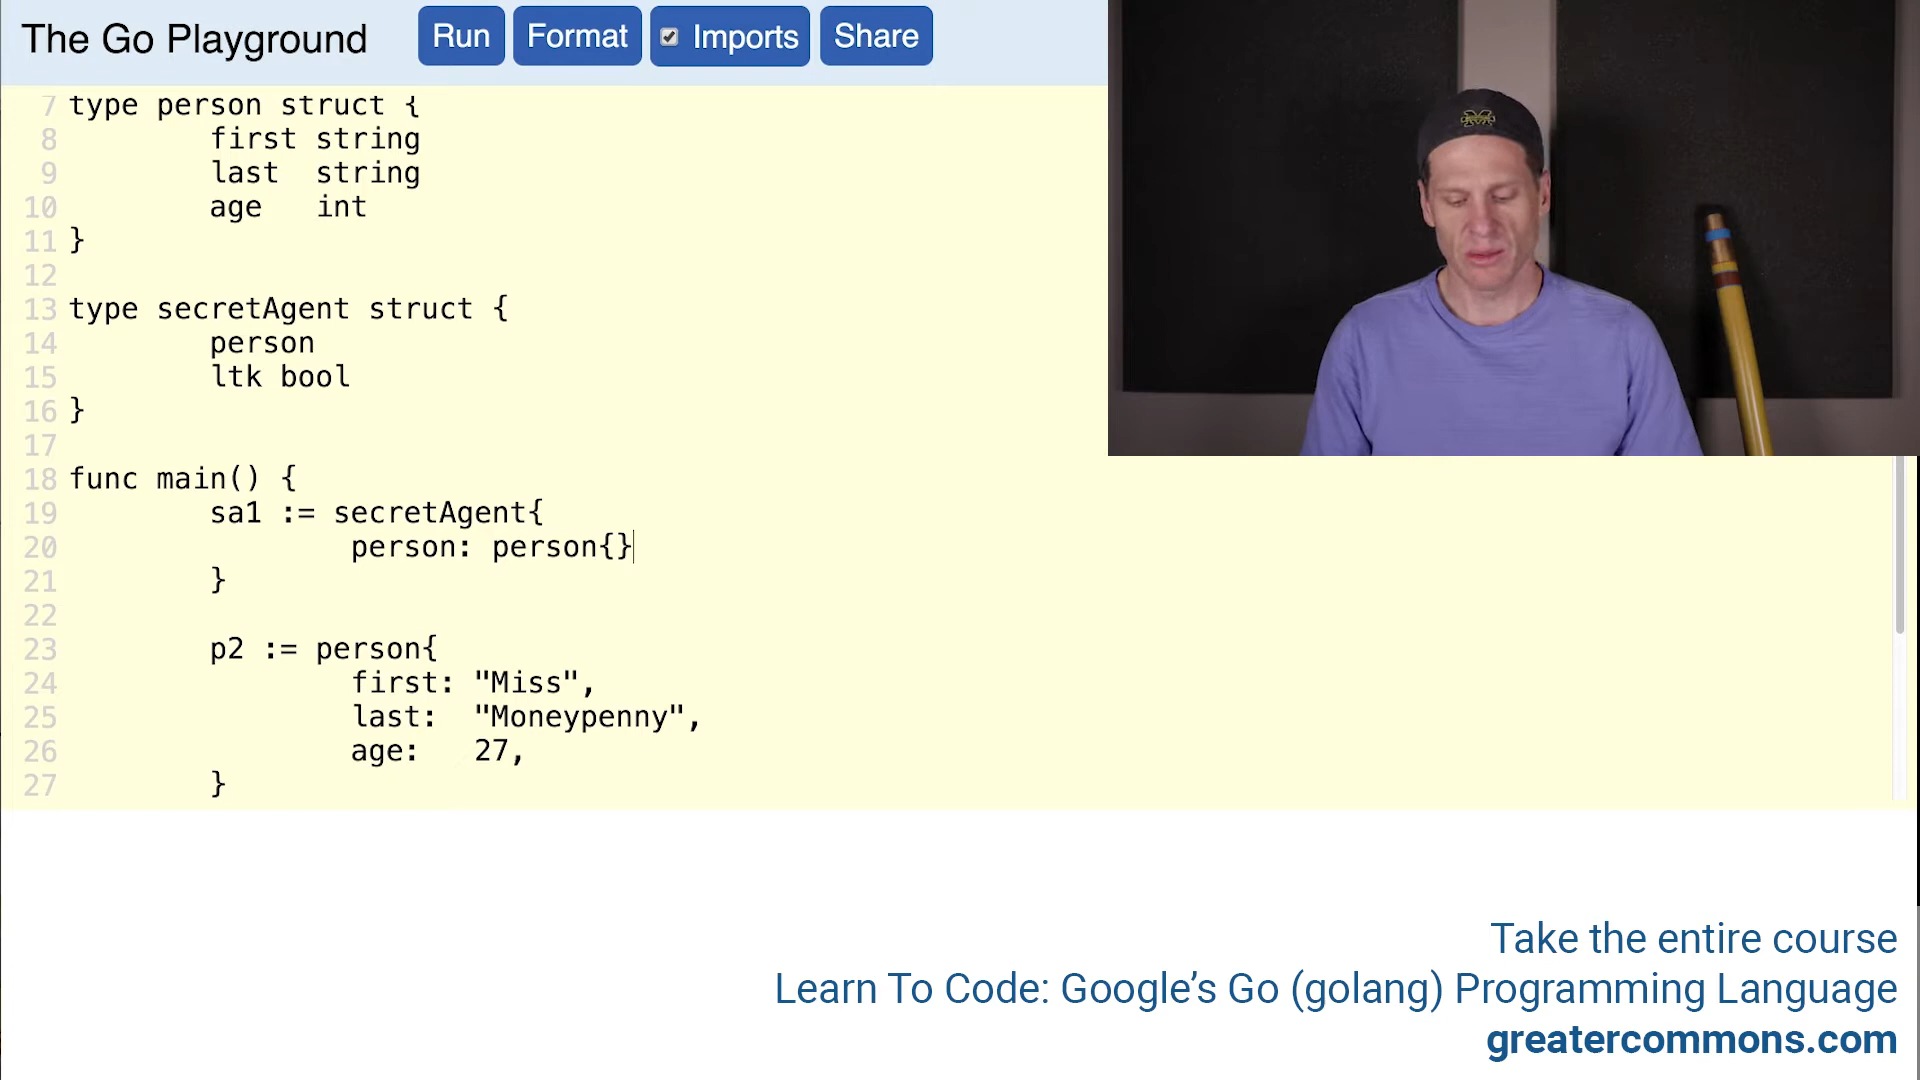 The Go Playground Run Format Imports Share
7 type person struct {
8 first string
9 last string
10 age int
11 }
12
13 type secretAgent struct {
14 person
15 ltk bool
16 }
17
18 func main() {
19 sa1 := secretAgent{
20 person: person{}
21 }
22
23 p2 := person{
24 first: "Miss",
25 last: "Moneypenny",
26 age: 27,
27 }
Take the entire course
Learn To Code: Google’s Go (golang) Programming Language
greatercommons.com